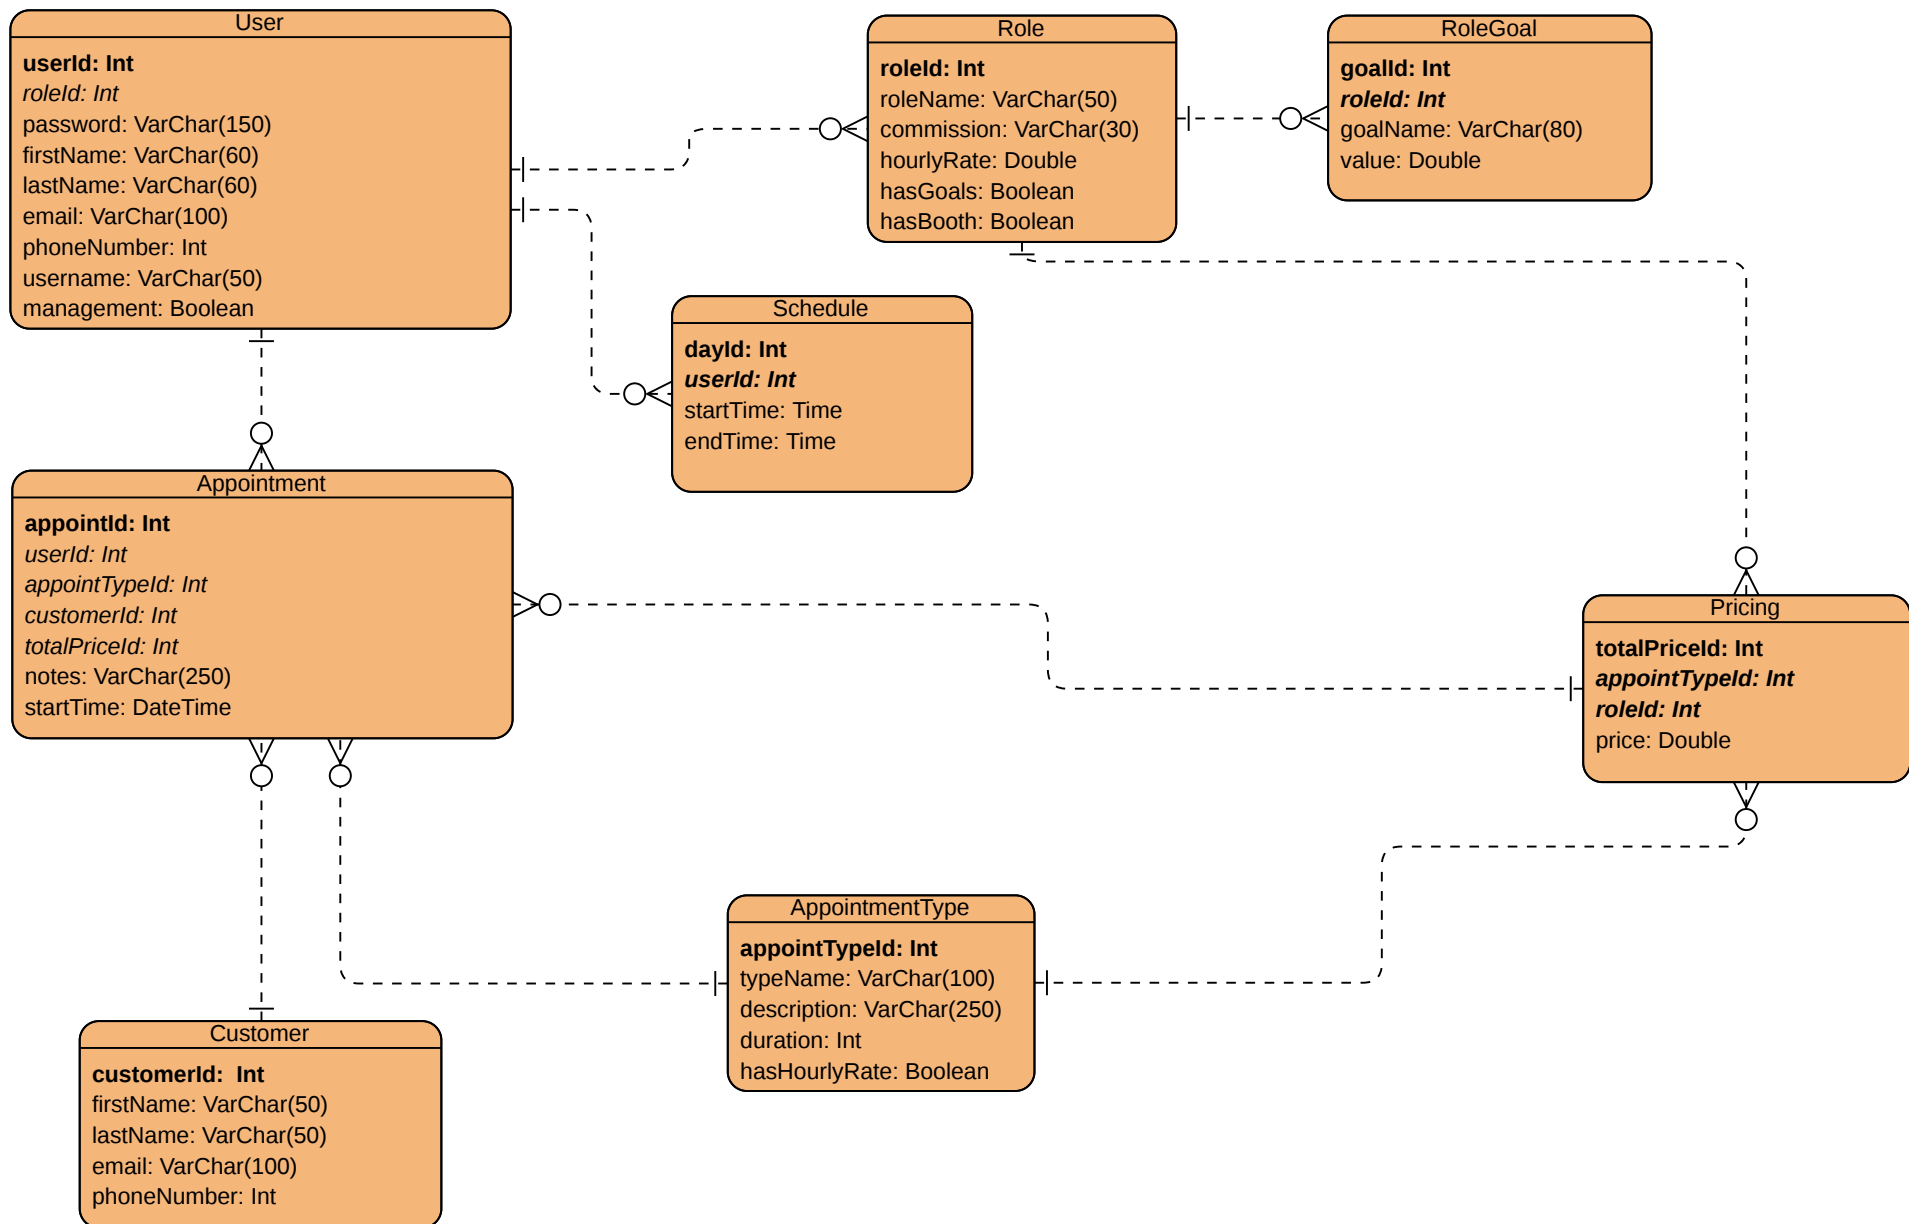 User
userId: Int
roleId: Int
password: VarChar(150)
firstName: VarChar(60)
lastName: VarChar(60)
email: VarChar(100)
phoneNumber: Int
username: VarChar(50)
management: Boolean
Role
roleId: Int
roleName: VarChar(50)
commission: VarChar(30)
hourlyRate: Double
hasGoals: Boolean
hasBooth: Boolean
RoleGoal
goalId: Int
roleId: Int
goalName: VarChar(80)
value: Double
Schedule
dayId: Int
userId: Int
startTime: Time
endTime: Time
Appointment
appointId: Int
userId: Int
appointTypeId: Int
customerId: Int
totalPriceId: Int
notes: VarChar(250)
startTime: DateTime
Pricing
totalPriceId: Int
appointTypeId: Int
roleId: Int
price: Double
AppointmentType
appointTypeId: Int
typeName: VarChar(100)
description: VarChar(250)
duration: Int
hasHourlyRate: Boolean
Customer
customerId:  Int
firstName: VarChar(50)
lastName: VarChar(50)
email: VarChar(100)
phoneNumber: Int